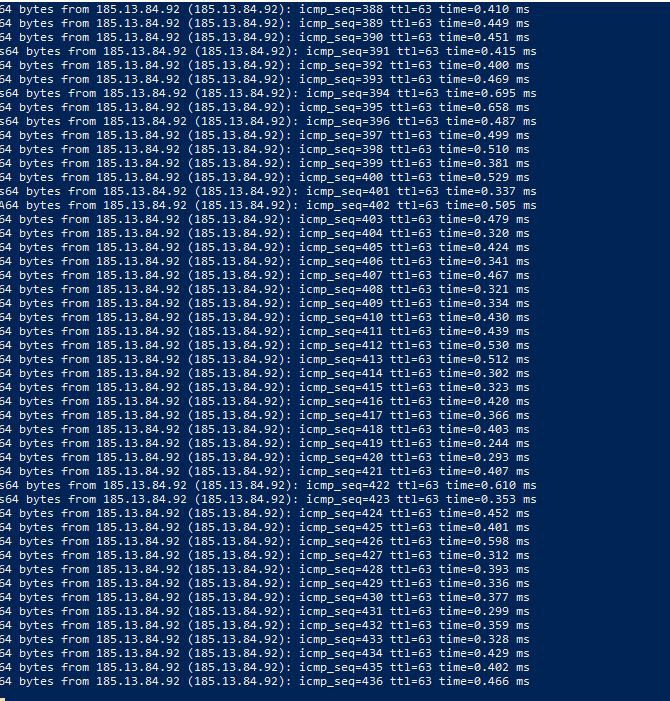 64 bytes from 185.13.84.92 (185.13.84.92): icmp_seq=388 ttl=63 time=0.410 ms
64 bytes from 185.13.84.92 (185.13.84.92): icmp_seq=389 ttl=63 time=0.449 ms
64 bytes from 185.13.84.92 (185.13.84.92): icmp_seq=390 ttl=63 time=0.451 ms
s64 bytes from 185.13.84.92 (185.13.84.92): icmp_seq=391 ttl=63 time=0.415 ms
64 bytes from 185.13.84.92 (185.13.84.92): icmp_seq=392 ttl=63 time=0.400 ms
64 bytes from 185.13.84.92 (185.13.84.92): icmp_seq=393 ttl=63 time=0.469 ms
s64 bytes from 185.13.84.92 (185.13.84.92): icmp_seq=394 ttl=63 time=0.695 ms
64 bytes from 185.13.84.92 (185.13.84.92): icmp_seq=395 ttl=63 time=0.658 ms
s64 bytes from 185.13.84.92 (185.13.84.92): icmp_seq=396 ttl=63 time=0.487 ms
64 bytes from 185.13.84.92 (185.13.84.92): icmp_seq=397 ttl=63 time=0.499 ms
64 bytes from 185.13.84.92 (185.13.84.92): icmp_seq=398 ttl=63 time=0.510 ms
64 bytes from 185.13.84.92 (185.13.84.92): icmp_seq=399 ttl=63 time=0.381 ms
64 bytes from 185.13.84.92 (185.13.84.92): icmp_seq=400 ttl=63 time=0.529 ms
s64 bytes from 185.13.84.92 (185.13.84.92): icmp_seq=401 ttl=63 time=0.337 ms
A64 bytes from 185.13.84.92 (185.13.84.92): icmp_seq=402 ttl=63 time=0.505 ms
64 bytes from 185.13.84.92 (185.13.84.92): icmp_seq=403 ttl=63 time=0.479 ms
64 bytes from 185.13.84.92 (185.13.84.92): icmp_seq=404 ttl=63 time=0.320 ms
64 bytes from 185.13.84.92 (185.13.84.92): icmp_seq=405 ttl=63 time=0.424 ms
64 bytes from 185.13.84.92 (185.13.84.92): icmp_seq=406 ttl=63 time=0.341 ms
64 bytes from 185.13.84.92 (185.13.84.92): icmp_seq=407 ttl=63 time=0.467 ms
64 bytes from 185.13.84.92 (185.13.84.92): icmp_seq=408 ttl=63 time=0.321 ms
64 bytes from 185.13.84.92 (185.13.84.92): icmp_seq=409 ttl=63 time=0.334 ms
64 bytes from 185.13.84.92 (185.13.84.92): icmp_seq=410 ttl=63 time=0.430 ms
64 bytes from 185.13.84.92 (185.13.84.92): icmp_seq=411 ttl=63 time=0.439 ms
64 bytes from 185.13.84.92 (185.13.84.92): icmp_seq=412 ttl=63 time=0.530 ms
64 bytes from 185.13.84.92 (185.13.84.92): icmp_seq=413 ttl=63 time=0.512 ms
64 bytes from 185.13.84.92 (185.13.84.92): icmp_seq=414 ttl=63 time=0.302 ms
64 bytes from 185.13.84.92 (185.13.84.92): icmp_seq=415 ttl=63 time=0.323 ms
64 bytes from 185.13.84.92 (185.13.84.92): icmp_seq=416 ttl=63 time=0.420 ms
64 bytes from 185.13.84.92 (185.13.84.92): icmp_seq=417 ttl=63 time=0.366 ms
64 bytes from 185.13.84.92 (185.13.84.92): icmp_seq=418 ttl=63 time=0.403 ms
64 bytes from 185.13.84.92 (185.13.84.92): icmp_seq=419 ttl=63 time=0.244 ms
64 bytes from 185.13.84.92 (185.13.84.92): icmp_seq=420 ttl=63 time=0.293 ms
64 bytes from 185.13.84.92 (185.13.84.92): icmp_seq=421 ttl=63 time=0.407 ms
s64 bytes from 185.13.84.92 (185.13.84.92): icmp_seq=422 ttl=63 time=0.610 ms
s64 bytes from 185.13.84.92 (185.13.84.92): icmp_seq=423 ttl=63 time=0.353 ms
64 bytes from 185.13.84.92 (185.13.84.92): icmp_seq=424 ttl=63 time=0.452 ms
64 bytes from 185.13.84.92 (185.13.84.92): icmp_seq=425 ttl=63 time=0.401 ms
64 bytes from 185.13.84.92 (185.13.84.92): icmp_seq=426 ttl=63 time=0.598 ms
64 bytes from 185.13.84.92 (185.13.84.92): icmp_seq=427 ttl=63 time=0.312 ms
64 bytes from 185.13.84.92 (185.13.84.92): icmp_seq=428 ttl=63 time=0.393 ms
64 bytes from 185.13.84.92 (185.13.84.92): icmp_seq=429 ttl=63 time=0.336 ms
64 bytes from 185.13.84.92 (185.13.84.92): icmp_seq=430 ttl=63 time=0.377 ms
64 bytes from 185.13.84.92 (185.13.84.92): icmp_seq=431 ttl=63 time=0.299 ms
64 bytes from 185.13.84.92 (185.13.84.92): icmp_seq=432 ttl=63 time=0.359 ms
64 bytes from 185.13.84.92 (185.13.84.92): icmp_seq=433 ttl=63 time=0.328 ms
64 bytes from 185.13.84.92 (185.13.84.92): icmp_seq=434 ttl=63 time=0.429 ms
64 bytes from 185.13.84.92 (185.13.84.92): icmp_seq=435 ttl=63 time=0.402 ms
64 bytes from 185.13.84.92 (185.13.84.92): icmp_seq=436 ttl=63 time=0.466 ms